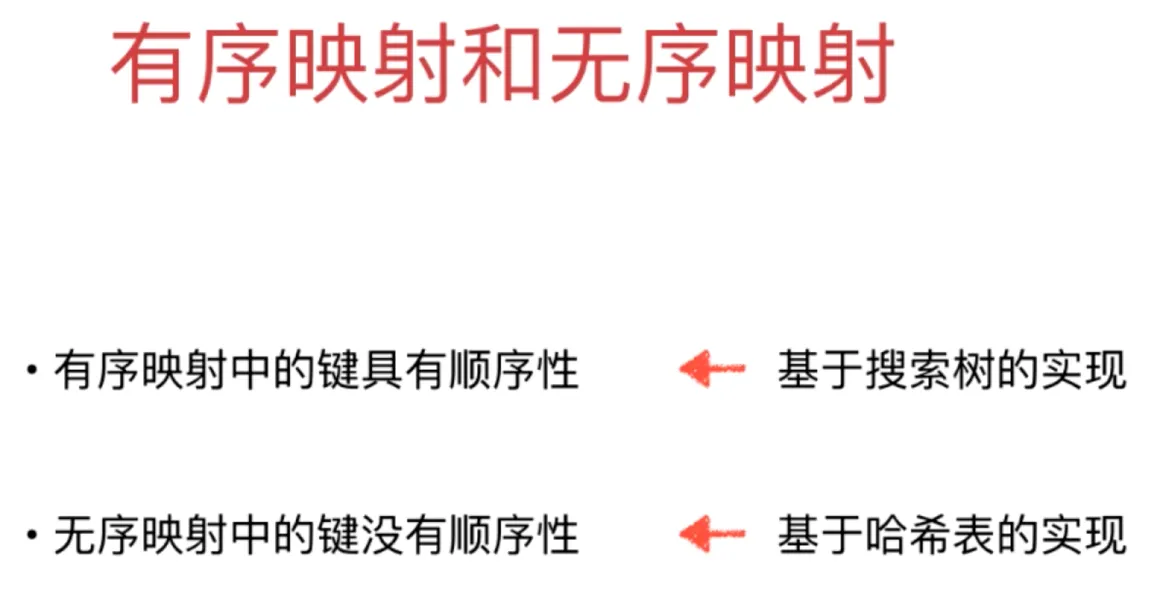 有序映射和无序映射
• 有序映射中的键具有顺序性 基于搜索树的实现
• 无序映射中的键没有顺序性 基于哈希表的实现